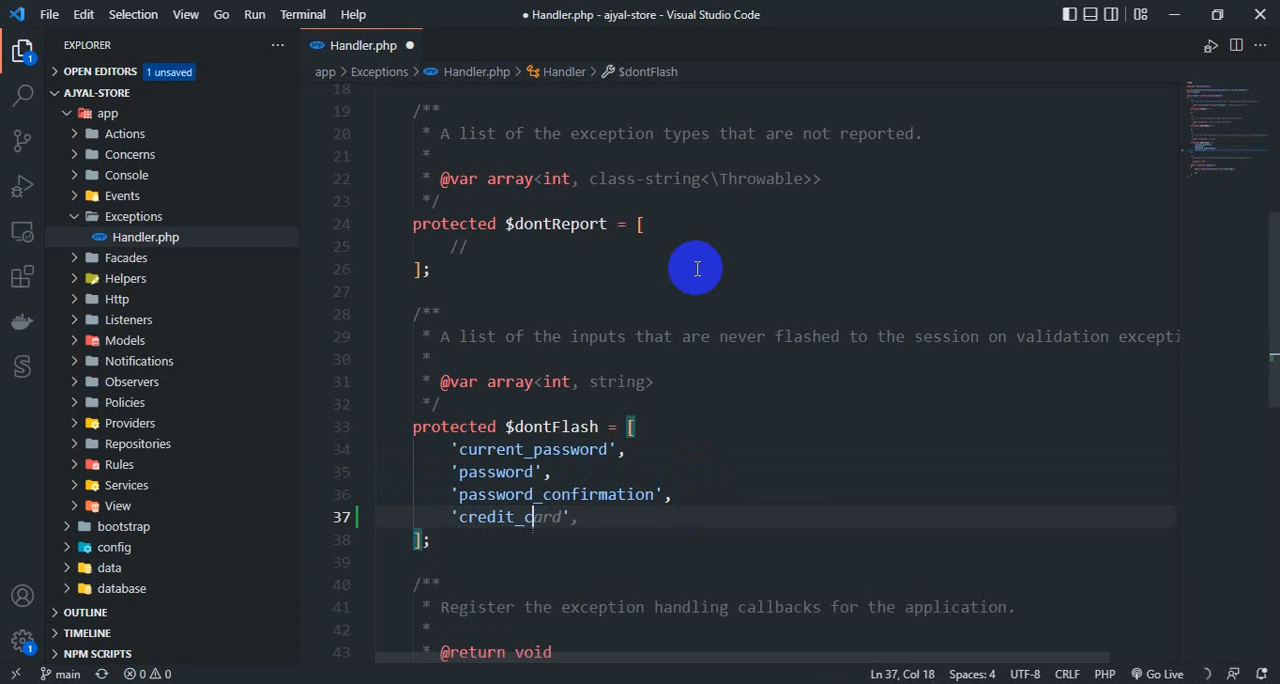 File Edit Selection View Go Run Terminal Help
● Handler.php - ajyal-store - Visual Studio Code
EXPLORER
OPEN EDITORS 1 unsaved
AJYAL-STORE
app
Actions
Concerns
Console
Events
Exceptions
Handler.php
Facades
Helpers
Http
Listeners
Models
Notifications
Observers
Policies
Providers
Repositories
Rules
Services
View
bootstrap
config
data
database
OUTLINE
TIMELINE
NPM SCRIPTS
1
1
Handler.php ●
app > Exceptions > Handler.php > Handler > $dontFlash
18
19 /**
20 * A list of the exception types that are not reported.
21 *
22 * @var array<int, class-string<\Throwable>>
23 */
24 protected $dontReport = [
25 //
26 ];
27
28 /**
29 * A list of the inputs that are never flashed to the session on validation excepti
30 *
31 * @var array<int, string>
32 */
33 protected $dontFlash = [
34 'current_password',
35 'password',
36 'password_confirmation',
37 'credit_card',
38 ];
39
40 /**
41 * Register the exception handling callbacks for the application.
42 *
43 * @return void
main 0 0 Ln 37, Col 18 Spaces: 4 UTF-8 CRLF PHP Go Live